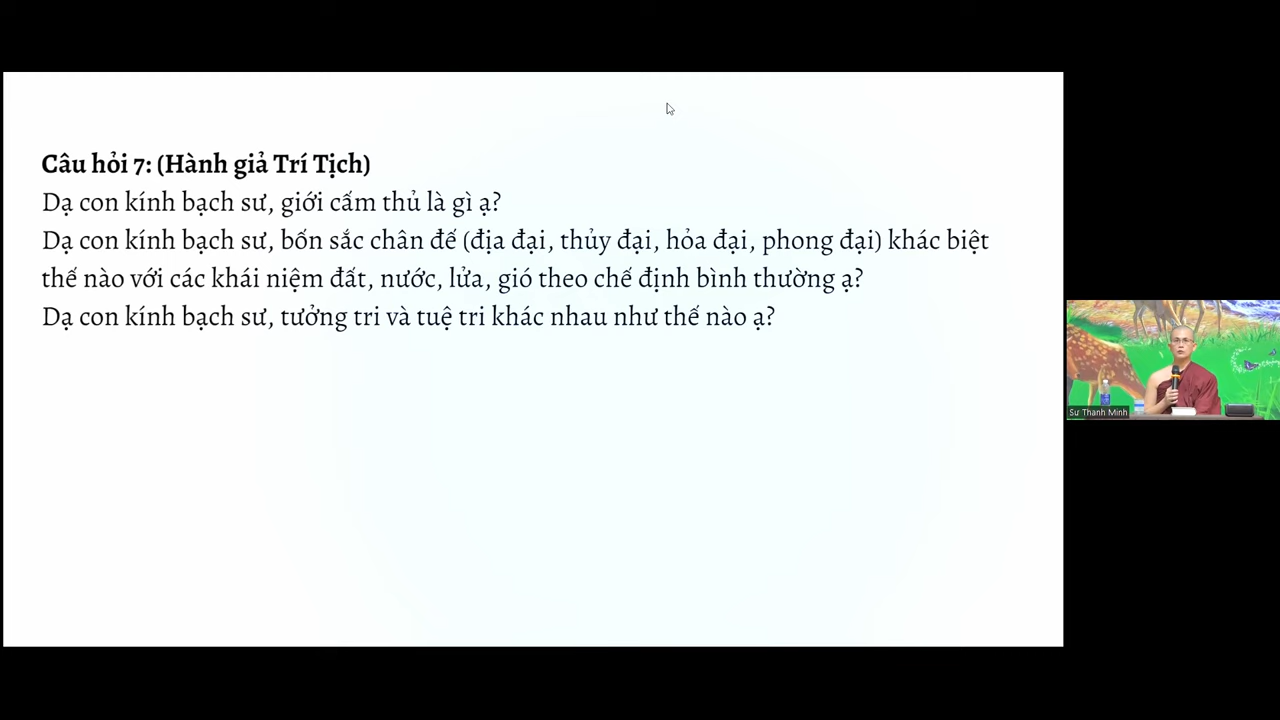 Câu hỏi 7: (Hành giả Trí Tịch)
Dạ con kính bạch sư, giới cấm thủ là gì ạ?
Dạ con kính bạch sư, bốn sắc chân đế (địa đại, thủy đại, hỏa đại, phong đại) khác biệt
thế nào với các khái niệm đất, nước, lửa, gió theo chế định bình thường ạ?
Dạ con kính bạch sư, tưởng tri và tuệ tri khác nhau như thế nào ạ?
Sư Thanh Minh